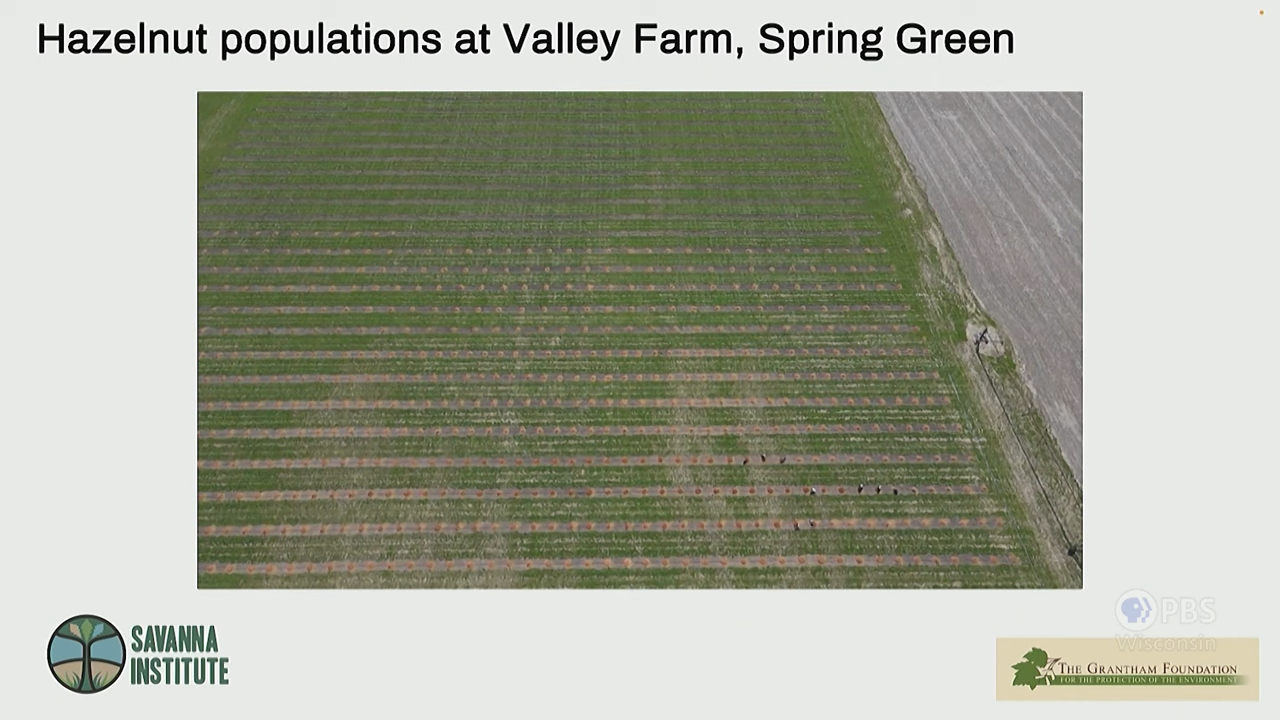 Hazelnut populations at Valley Farm, Spring Green
PBS
Wisconsin
SAVANNA
INSTITUTE
THE GRANTHAM FOUNDATION
FOR THE PROTECTION OF THE ENVIRONMENT